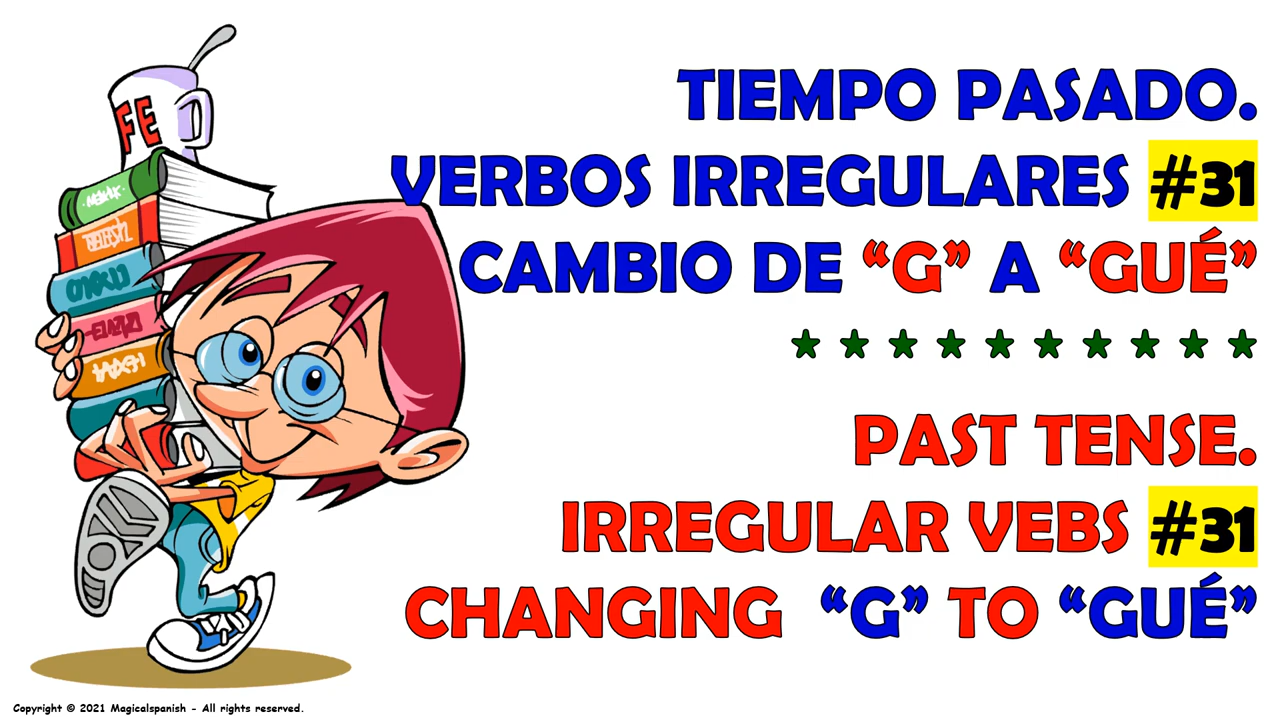 FE
TIEMPO PASADO.
VERBOS IRREGULARES #31
CAMBIO DE “G” A “GUÉ”
PAST TENSE.
IRREGULAR VEBS #31
CHANGING “G” TO “GUÉ”
Copyright © 2021 Magicalspanish - All rights reserved.